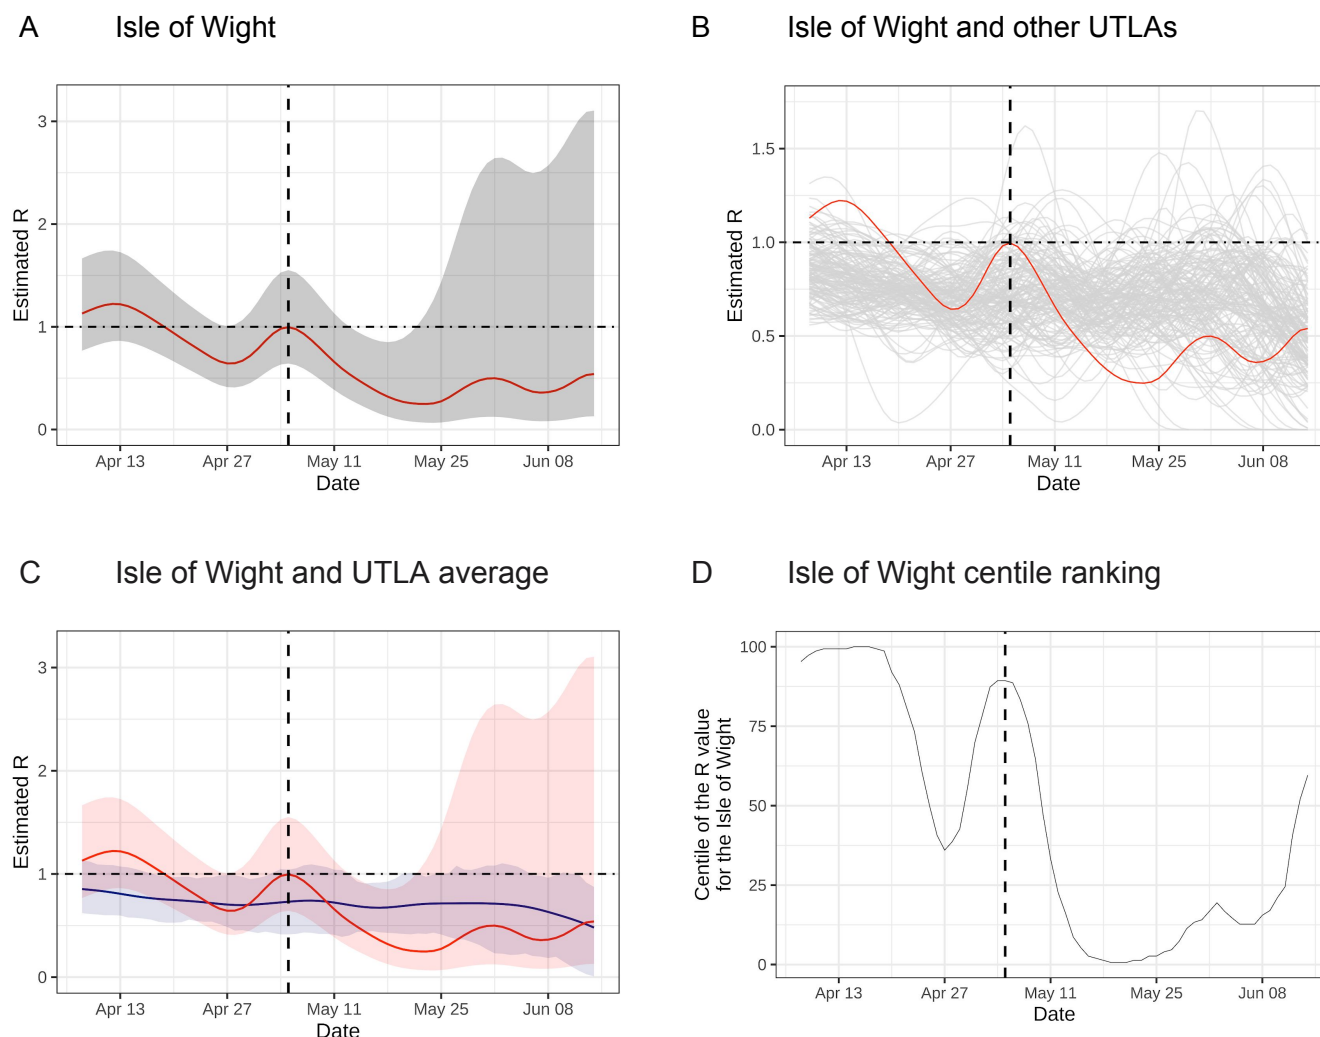 A Isle of Wight
3
2
1
0
Estimated R
Apr 13 Apr 27 May 11 May 25 Jun 08
Date
B Isle of Wight and other UTLAs
1.5
1.0
0.5
0.0
Estimated R
Apr 13 Apr 27 May 11 May 25 Jun 08
Date
C Isle of Wight and UTLA average
3
2
1
0
Estimated R
Apr 13 Apr 27 May 11 May 25 Jun 08
Date
D Isle of Wight centile ranking
100
75
50
25
0
Centile of the R value
for the Isle of Wight
Apr 13 Apr 27 May 11 May 25 Jun 08
Date